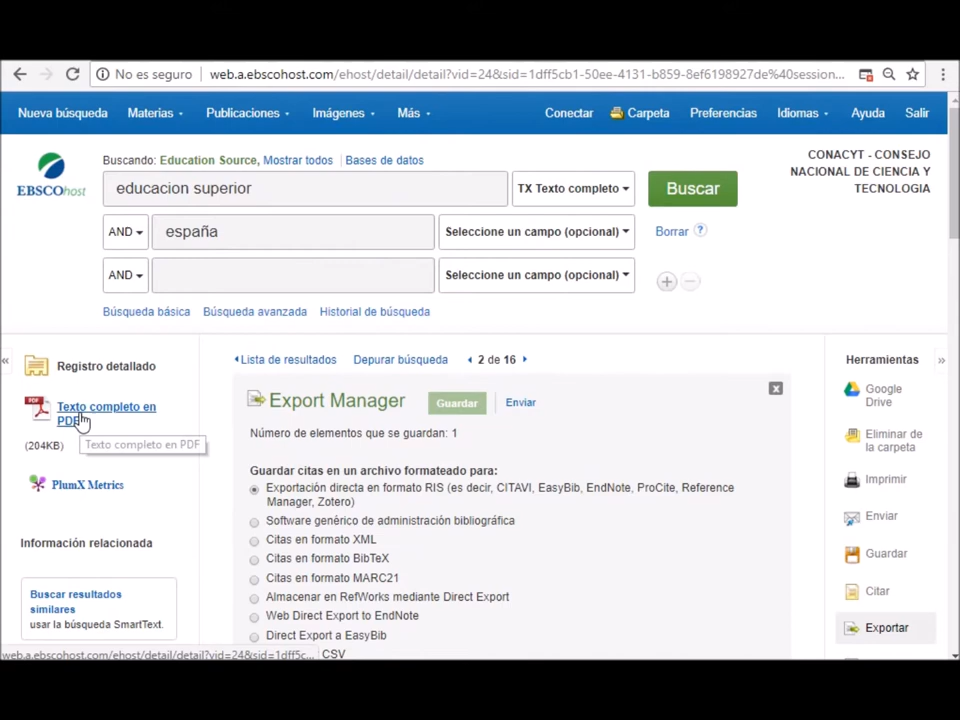 No es seguro web.a.ebscohost.com/ehost/detail/detail?vid=24&sid=1dff5cb1-50ee-4131-b859-8ef6198927de%40session...
Nueva búsqueda Materias Publicaciones Imágenes Más Conectar Carpeta Preferencias Idiomas Ayuda Salir
Buscando: Education Source, Mostrar todos Bases de datos
CONACYT - CONSEJO
NACIONAL DE CIENCIA Y
TECNOLOGIA
EBSCOhost
educacion superior TX Texto completo Buscar
AND españa Seleccione un campo (opcional) Borrar ?
AND Seleccione un campo (opcional)
Búsqueda básica Búsqueda avanzada Historial de búsqueda
Registro detallado
PDF Texto completo en
PDF
(204KB) Texto completo en PDF
PlumX Metrics
Información relacionada
Buscar resultados
similares
usar la búsqueda SmartText.
Lista de resultados Depurar búsqueda 2 de 16
Export Manager Guardar Enviar
Número de elementos que se guardan: 1
Guardar citas en un archivo formateado para:
Exportación directa en formato RIS (es decir, CITAVI, EasyBib, EndNote, ProCite, Reference
Manager, Zotero)
Software genérico de administración bibliográfica
Citas en formato XML
Citas en formato BibTeX
Citas en formato MARC21
Almacenar en RefWorks mediante Direct Export
Web Direct Export to EndNote
Direct Export a EasyBib
CSV
Herramientas
Google
Drive
Eliminar de
la carpeta
Imprimir
Enviar
Guardar
Citar
Exportar
web.a.ebscohost.com/ehost/detail/detail?vid=24&sid=1dff5c...